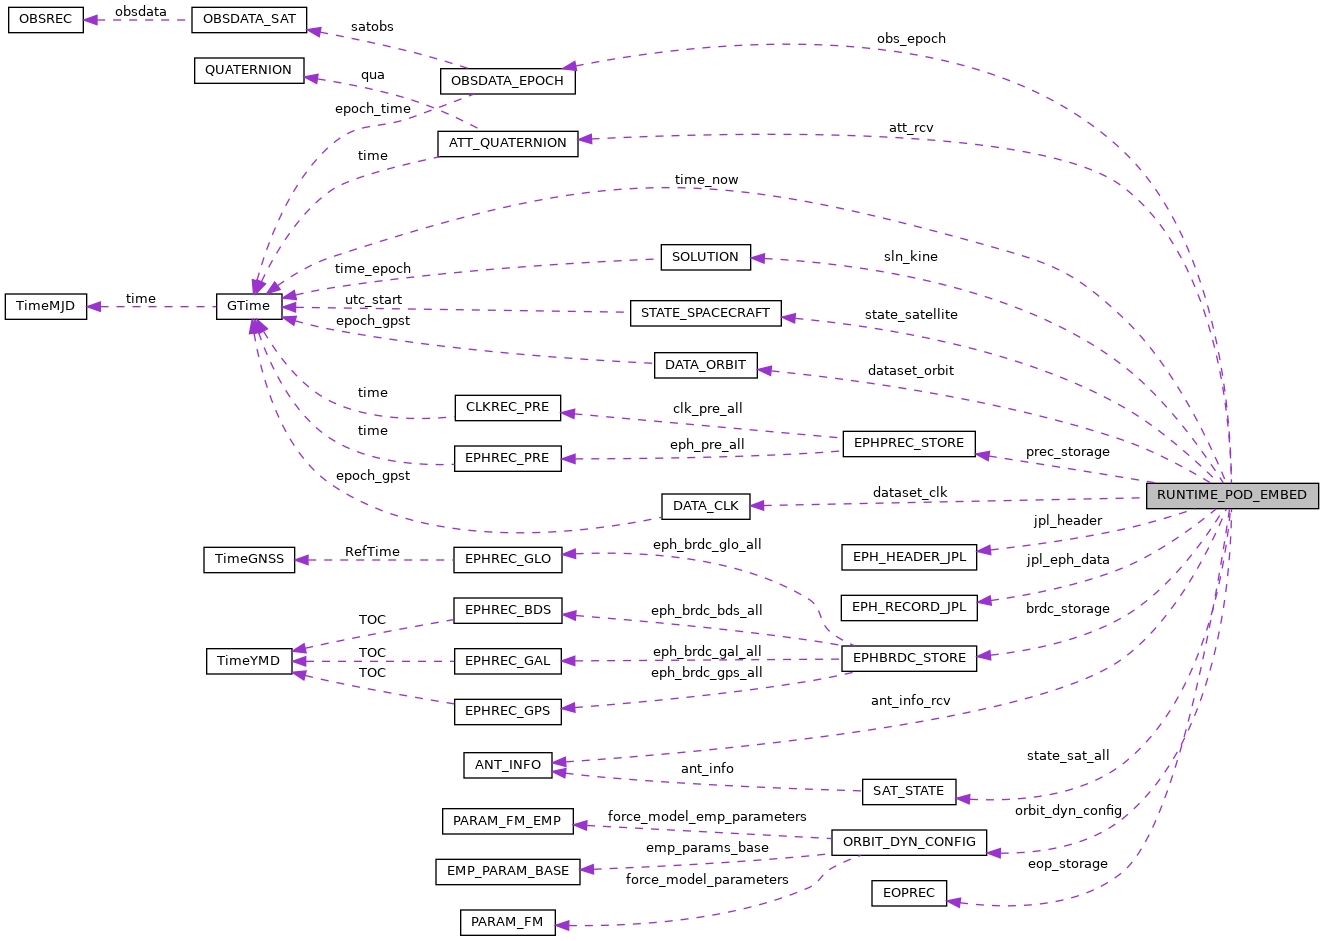 OBSREC
obsdata
OBSDATA_SAT
satobs
obs_epoch
QUATERNION
qua
OBSDATA_EPOCH
epoch_time
att_rcv
ATT_QUATERNION
time
time_now
SOLUTION
sln_kine
time_epoch
TimeMJD
time
GTime
utc_start
STATE_SPACECRAFT
state_satellite
epoch_gpst
DATA_ORBIT
dataset_orbit
time
CLKREC_PRE
clk_pre_all
time
EPHREC_PRE
eph_pre_all
EPHPREC_STORE
prec_storage
epoch_gpst
DATA_CLK
dataset_clk
RUNTIME_POD_EMBED
jpl_header
TimeGNSS
RefTime
EPHREC_GLO
eph_brdc_glo_all
EPH_HEADER_JPL
jpl_eph_data
EPHREC_BDS
eph_brdc_bds_all
EPH_RECORD_JPL
brdc_storage
TOC
TimeYMD
TOC
EPHREC_GAL
eph_brdc_gal_all
EPHBRDC_STORE
TOC
eph_brdc_gps_all
EPHREC_GPS
ant_info_rcv
ANT_INFO
ant_info
state_sat_all
SAT_STATE
PARAM_FM_EMP
force_model_emp_parameters
orbit_dyn_config
emp_params_base
ORBIT_DYN_CONFIG
EMP_PARAM_BASE
force_model_parameters
eop_storage
EOPREC
PARAM_FM